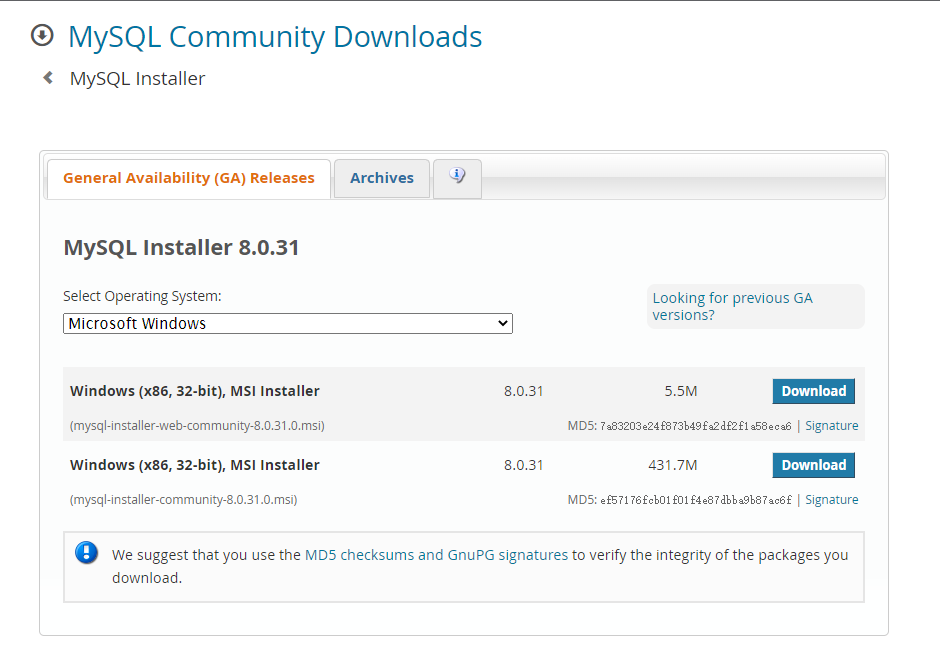 MySQL Community Downloads
MySQL Installer
General Availability (GA) Releases
Archives
MySQL Installer 8.0.31
Select Operating System:
Looking for previous GA
versions?
Microsoft Windows
Windows (x86, 32-bit), MSI Installer 8.0.31 5.5M Download
(mysql-installer-web-community-8.0.31.0.msi) MD5: 7a83203e24f873b49fa2df2f1a58eca6 | Signature
Windows (x86, 32-bit), MSI Installer 8.0.31 431.7M Download
(mysql-installer-community-8.0.31.0.msi) MD5: ef57176fcb01f01f4e87dbba9b87ac6f | Signature
We suggest that you use the MD5 checksums and GnuPG signatures to verify the integrity of the packages you
download.